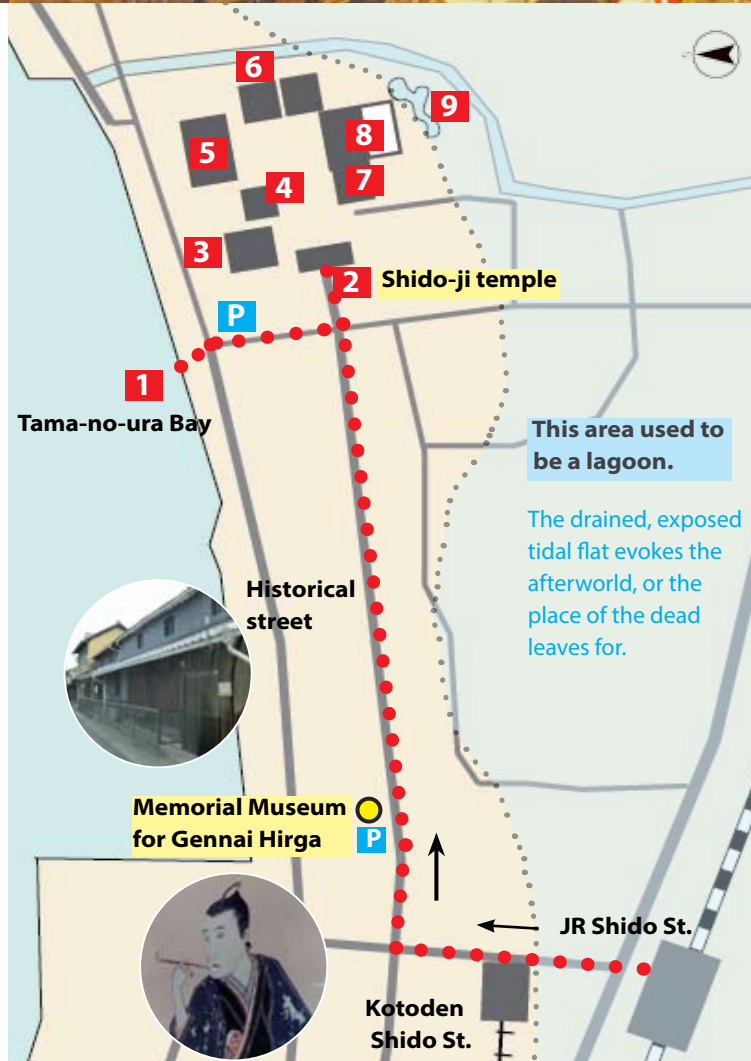 6
9
8
5
7
4
3
2
Shido-ji temple
P
1
Tama-no-ura Bay
This area used to
be a lagoon.
The drained, exposed
tidal flat evokes the
afterworld, or the
place of the dead
leaves for.
Historical
street
Memorial Museum
for Gennai Hirga
P
JR Shido St.
Kotoden
Shido St.